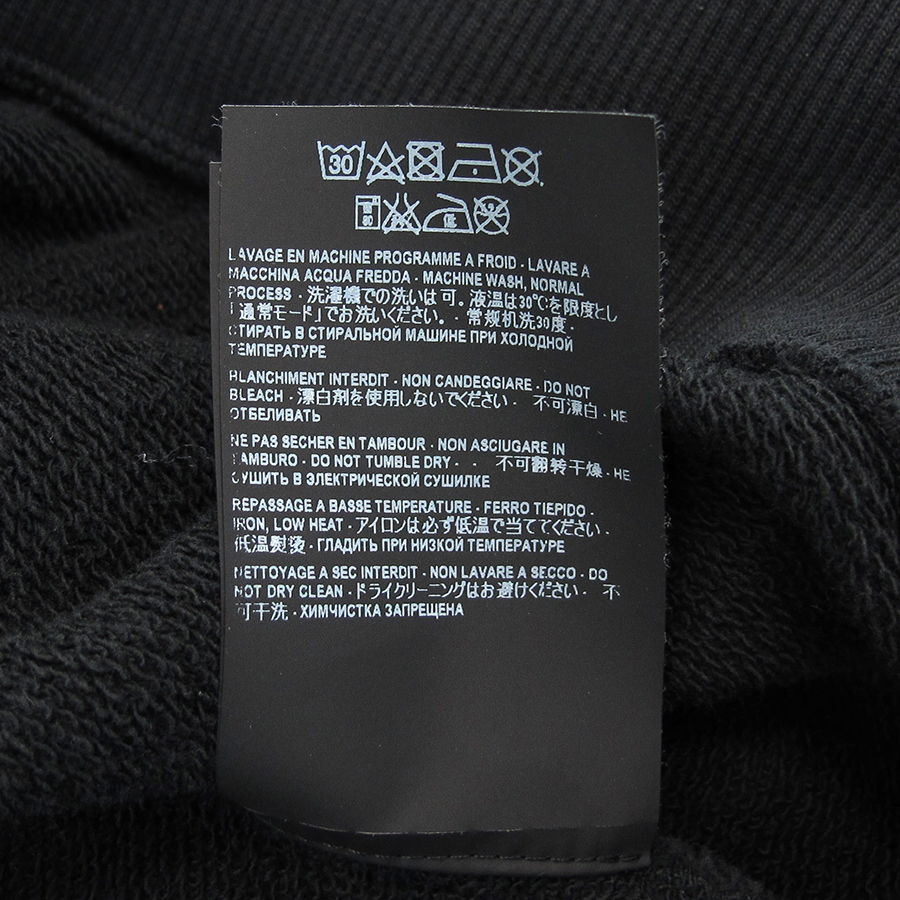 30
LAVAGE EN MACHINE PROGRAMME A FROID - LAVARE A
MACCHINA ACQUA FREDDA - MACHINE WASH, NORMAL
PROCESS - 洗濯機での洗いは可。液温は30℃を限度とし
「通常モード」でお洗いください。- 常规机洗30度 -
СТИРАТЬ В СТИРАЛЬНОЙ МАШИНЕ ПРИ ХОЛОДНОЙ
ТЕМПЕРАТУРЕ
BLANCHIMENT INTERDIT - NON CANDEGGIARE - DO NOT
BLEACH - 漂白剤を使用しないでください - 不可漂白 - НЕ
ОТБЕЛИВАТЬ
NE PAS SECHER EN TAMBOUR - NON ASCIUGARE IN
TAMBURO - DO NOT TUMBLE DRY - - 不可翻转干燥 - НЕ
СУШИТЬ В ЭЛЕКТРИЧЕСКОЙ СУШИЛКЕ
REPASSAGE A BASSE TEMPERATURE - FERRO TIEPIDO -
IRON, LOW HEAT - アイロンは必ず低温で当ててください -
低温熨烫 - ГЛАДИТЬ ПРИ НИЗКОЙ ТЕМПЕРАТУРЕ
NETTOYAGE A SEC INTERDIT - NON LAVARE A SECCO - DO
NOT DRY CLEAN - ドライクリーニングはお避けください - 不
可干洗 - ХИМЧИСТКА ЗАПРЕЩЕНА